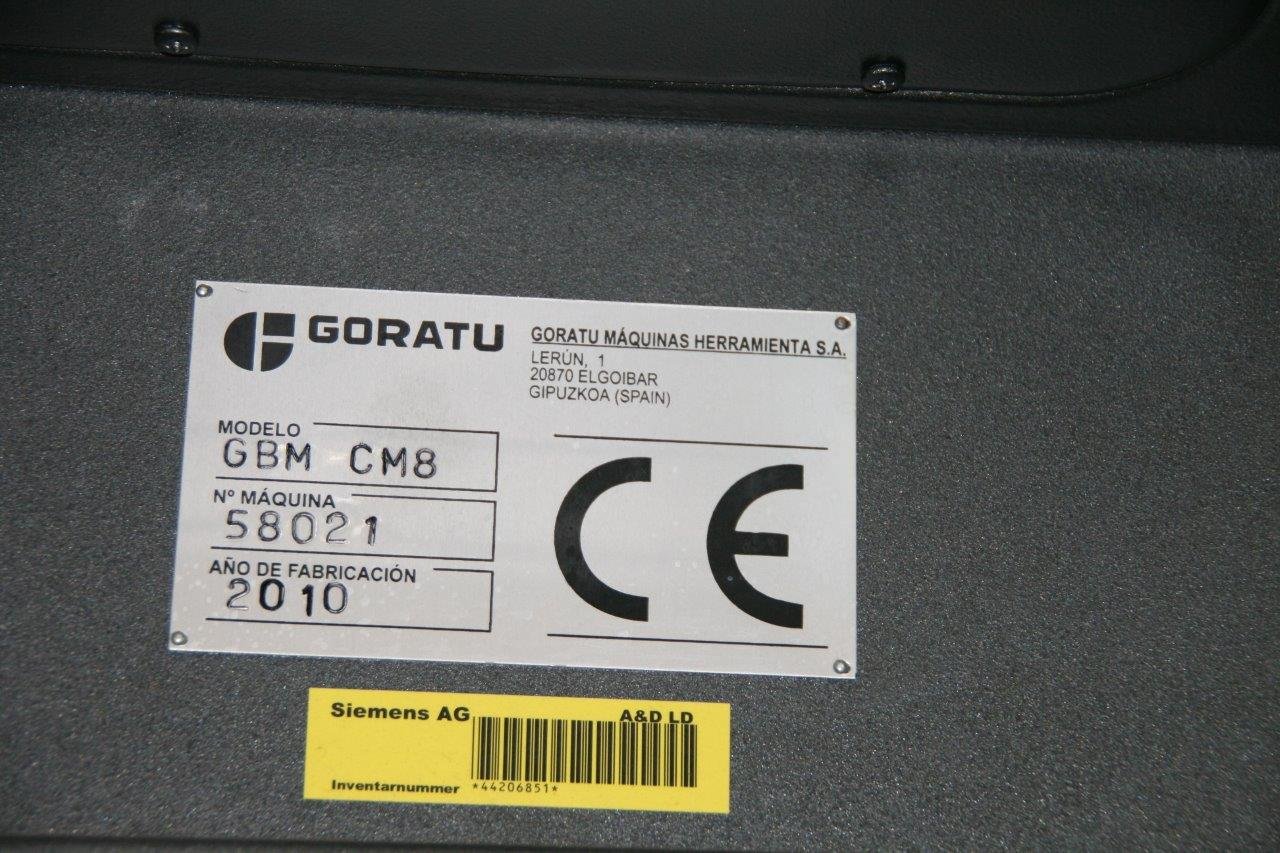 GORATU
GORATU MÁQUINAS HERRAMIENTA S.A.
LERÚN, 1
20870 ELGOIBAR
GIPUZKOA (SPAIN)
MODELO
GBM CM8
Nº MÁQUINA
58021
AÑO DE FABRICACIÓN
2010
CE
Siemens AG A&D LD
Inventarnummer *44206851*